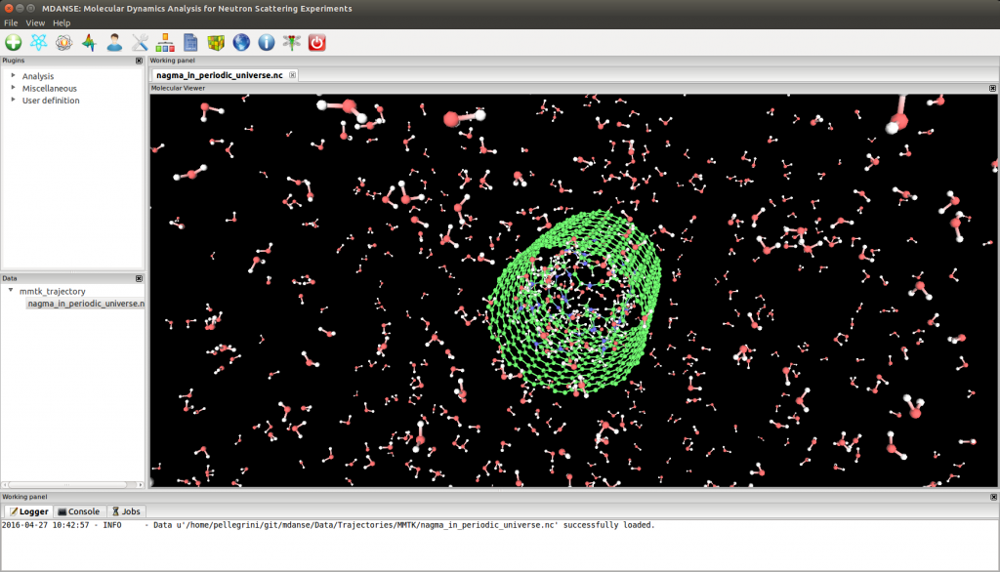 MDANSE: Molecular Dynamics Analysis for Neutron Scattering Experiments
File View Help
Plugins
Analysis
Miscellaneous
User definition
Data
mmtk_trajectory
nagma_in_periodic_universe.n
Working panel
nagma_in_periodic_universe.nc
Molecular Viewer
Working panel
Logger Console Jobs
2016-04-27 10:42:57 - INFO - Data u'/home/pellegrini/git/mdanse/Data/Trajectories/MMTK/nagma_in_periodic_universe.nc' successfully loaded.